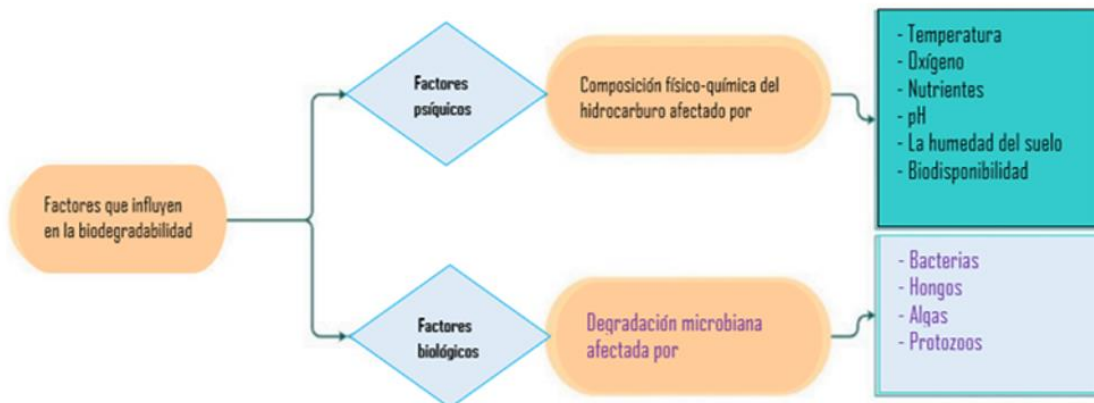 Factores que influyen
en la biodegradabilidad
Factores
psíquicos
Composición físico-química del
hidrocarburo afectado por
- Temperatura
- Oxígeno
- Nutrientes
- pH
- La humedad del suelo
- Biodisponibilidad
Factores
biológicos
Degradación microbiana
afectada por
- Bacterias
- Hongos
- Algas
- Protozoos